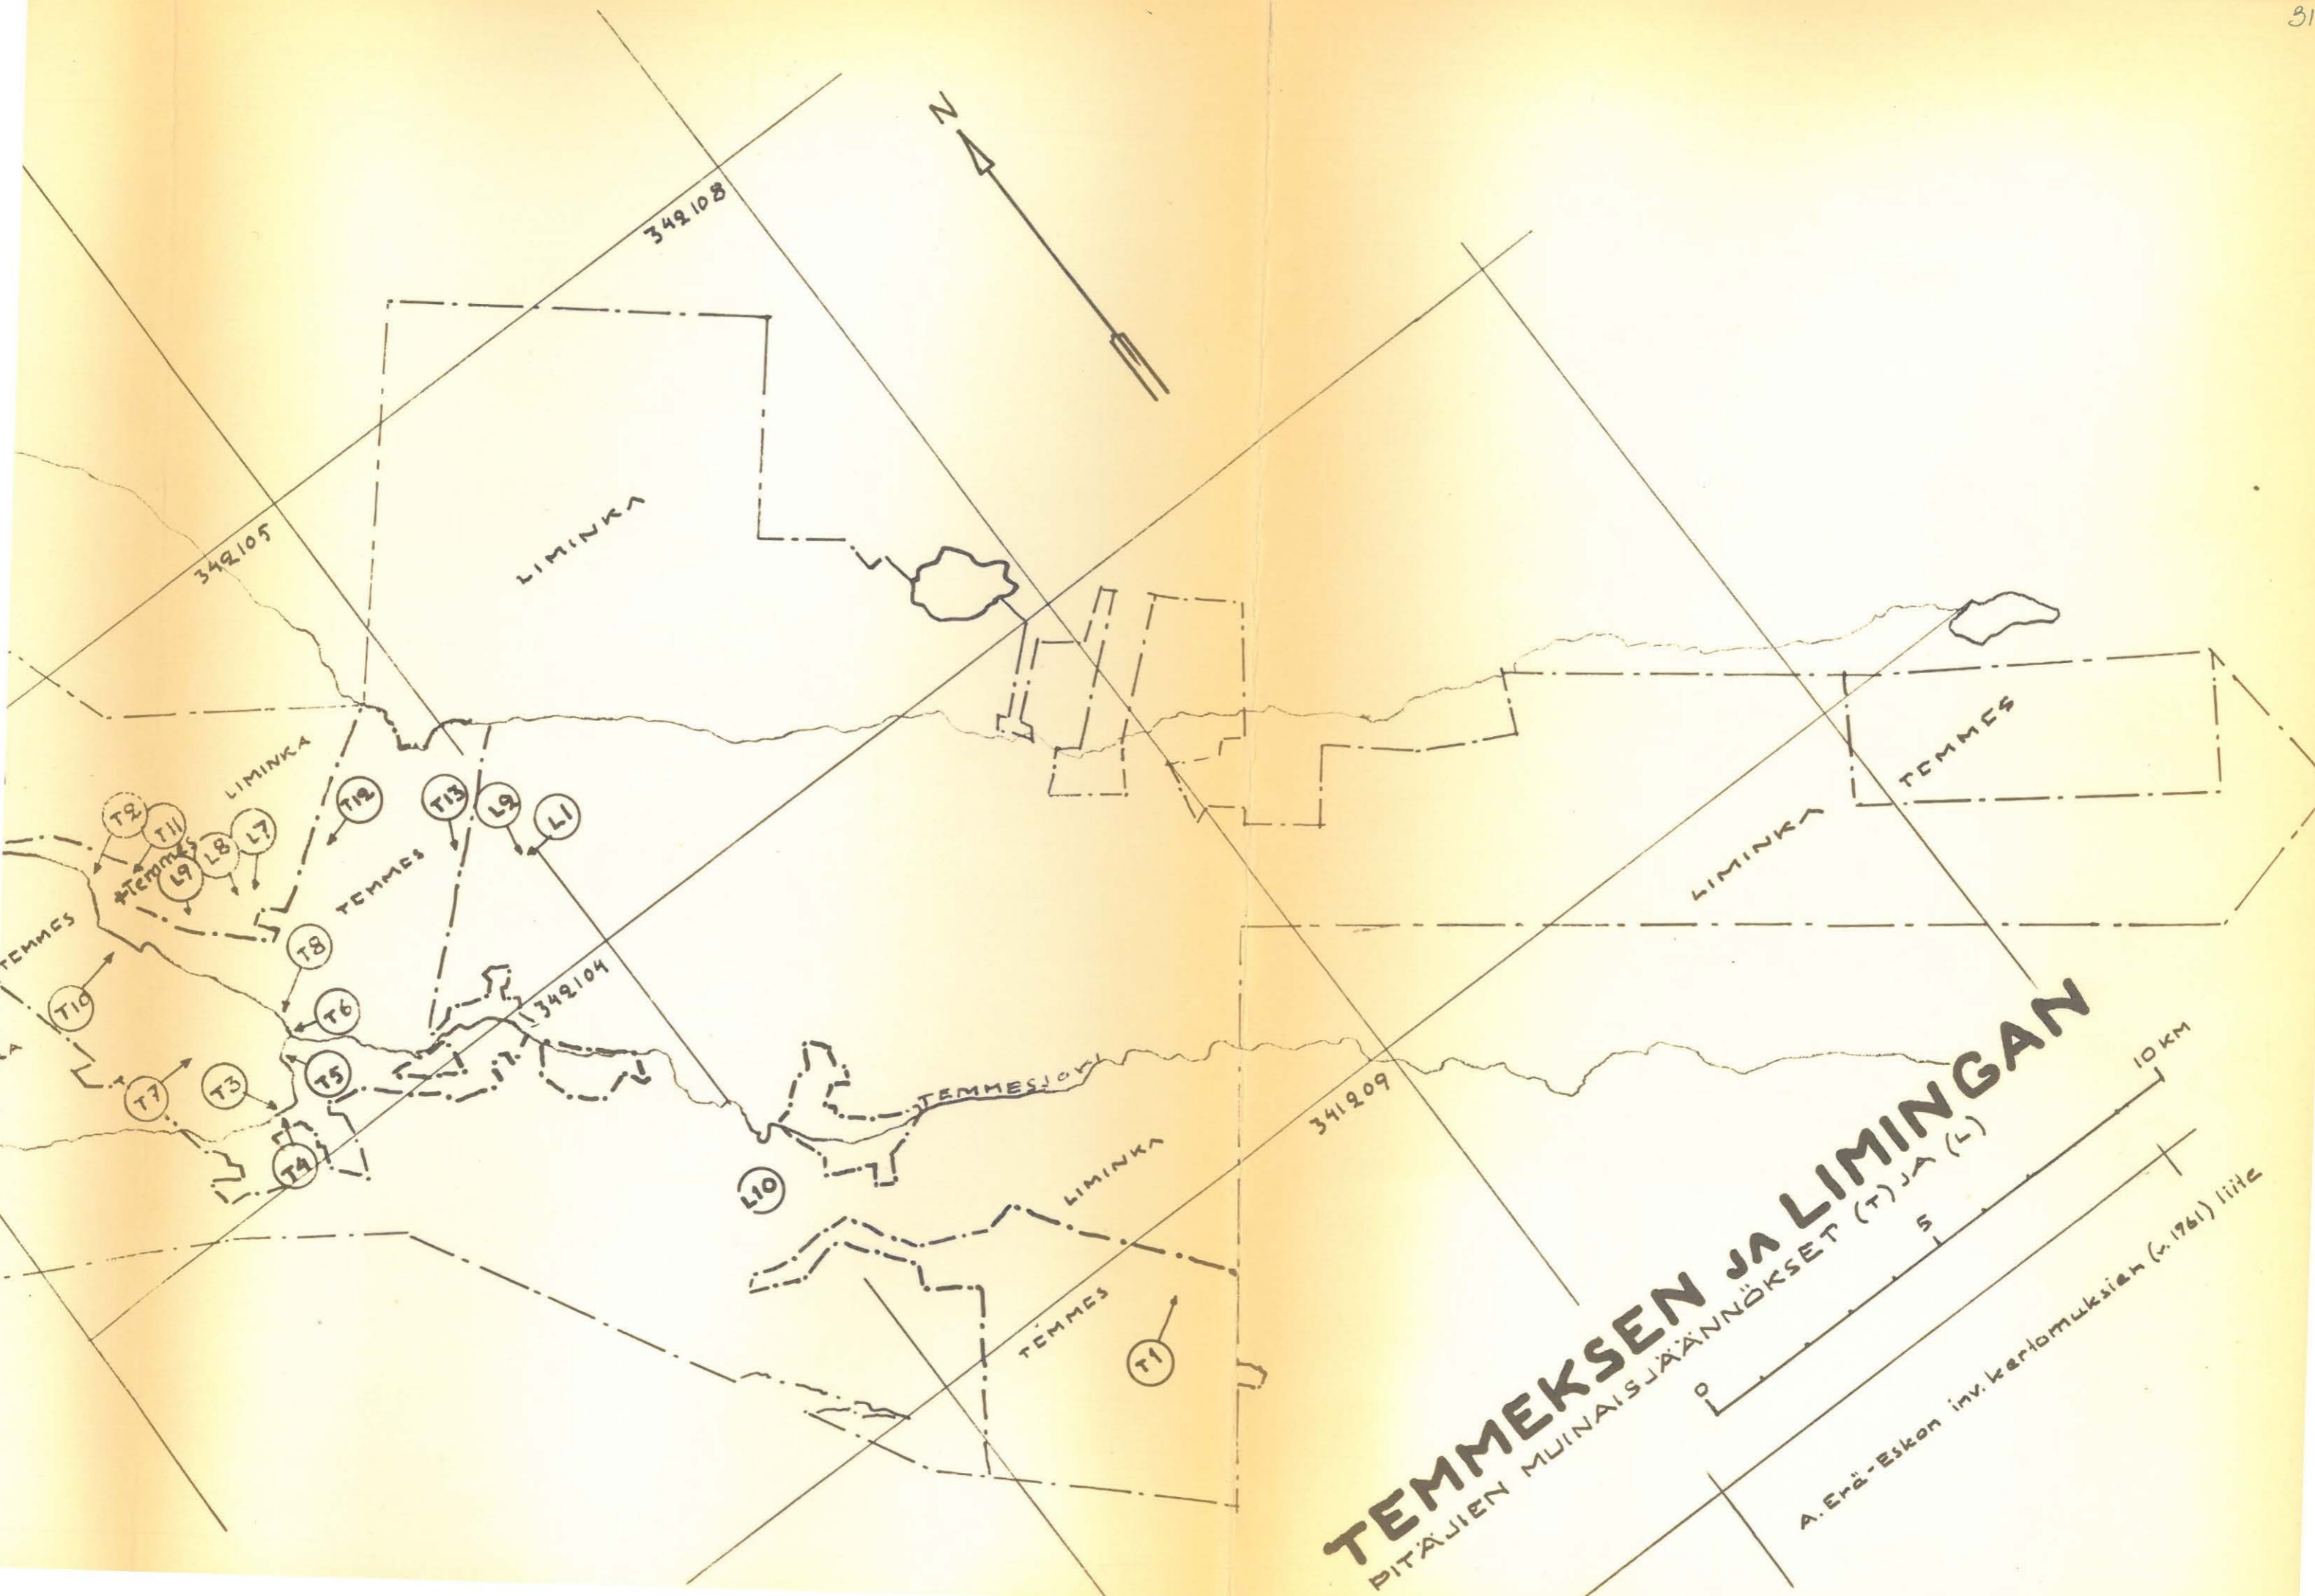 31
N
342108
342105
LIMINKA
LIMINKA
T12
T13
L2
L1
T2
T11
L8
L7
L9
+Temmes
TEMMES
TEMMES
TEMMES
LIMINKA
T8
T10
T6
342104
T7
T3
T5
T4
TEMMESJOKI
341209
L10
LIMINKA
TEMMES
T1
TEMMEKSEN JA LIMINGAN
PITÄJIEN MUINAISJÄÄNNÖKSET (T) JA (L)
0
5
10 KM
A. Erä-Eskon inv. kertomuksien (v. 1961) liite